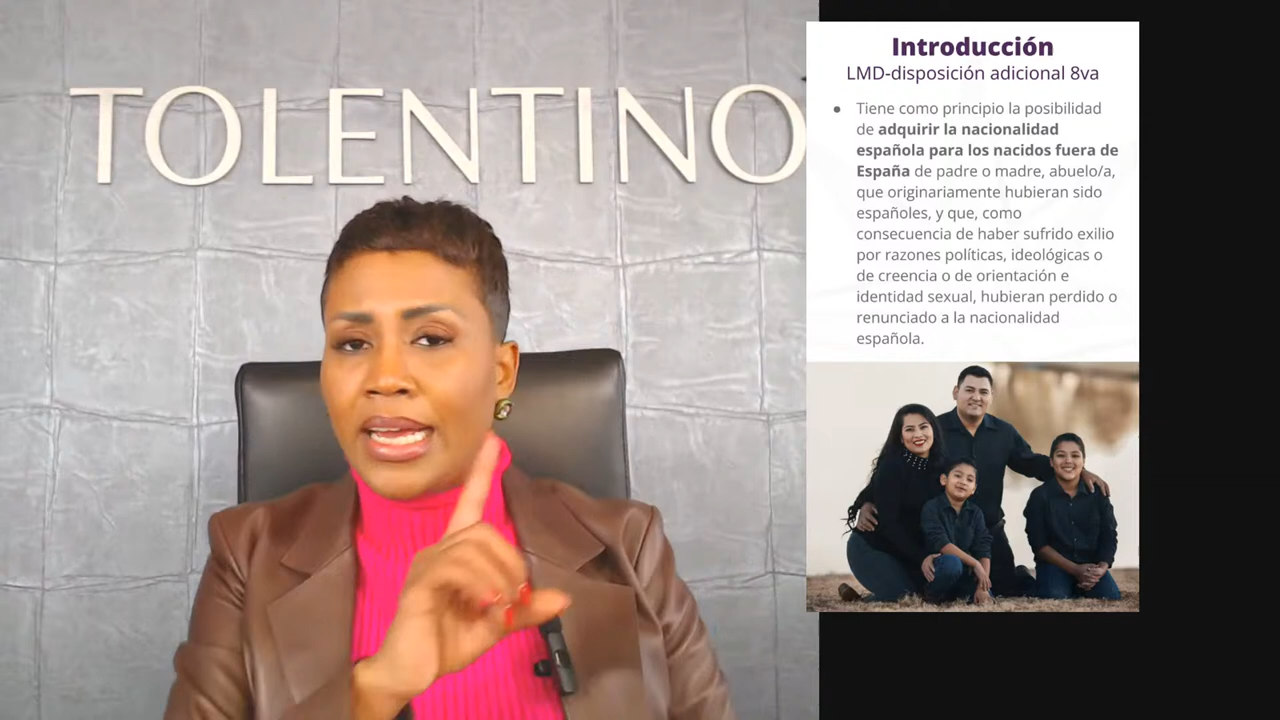 TOLENTINO
Introducción
LMD-disposición adicional 8va
• Tiene como principio la posibilidad
de adquirir la nacionalidad
española para los nacidos fuera de
España de padre o madre, abuelo/a,
que originariamente hubieran sido
españoles, y que, como
consecuencia de haber sufrido exilio
por razones políticas, ideológicas o
de creencia o de orientación e
identidad sexual, hubieran perdido o
renunciado a la nacionalidad
española.